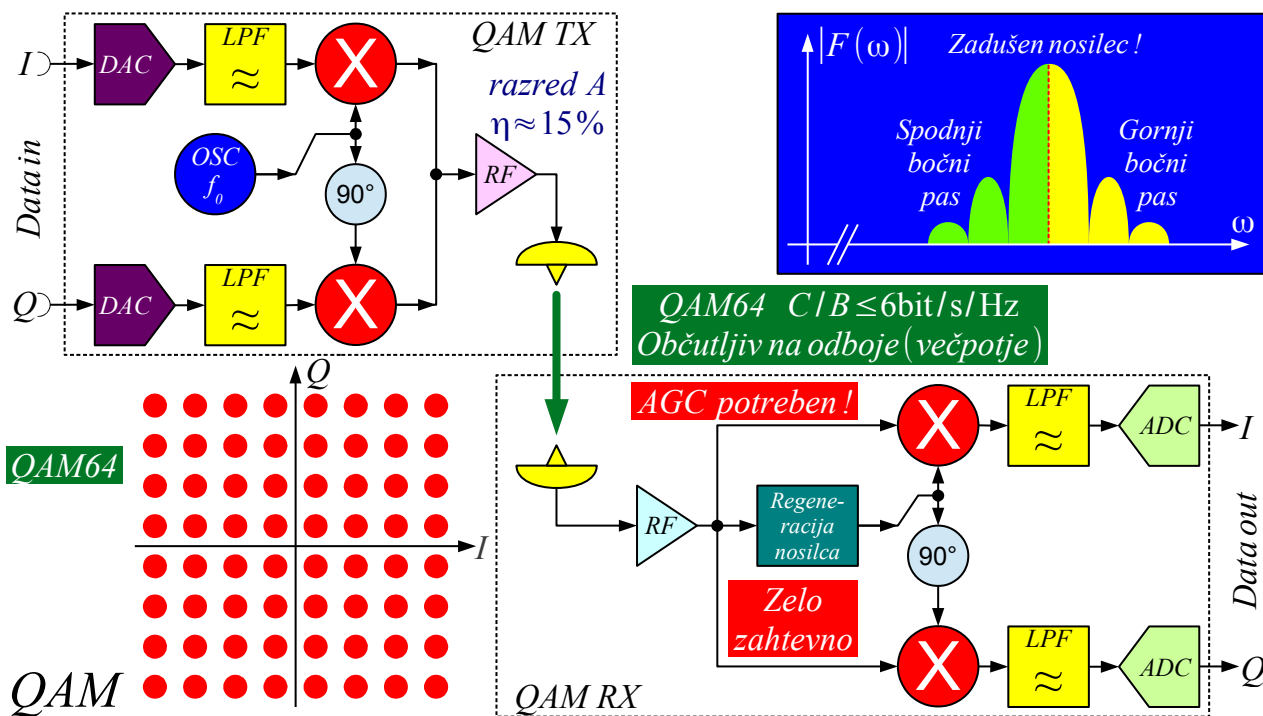 I
DAC
LPF
≈
X
QAM TX
razred A
η≈15%
OSC
f₀
90°
RF
Data in
Q
DAC
LPF
≈
X
|F(ω)|
Zadušen nosilec !
Spodnji
bočni
pas
Gornji
bočni
pas
ω
QAM64 C/B≤6bit/s/Hz
Občutljiv na odboje(večpotje)
Q
QAM64
I
QAM
AGC potreben !
RF
Regene-
racija
nosilca
Zelo
zahtevno
X
LPF
≈
ADC
I
90°
Data out
X
LPF
≈
ADC
Q
QAM RX